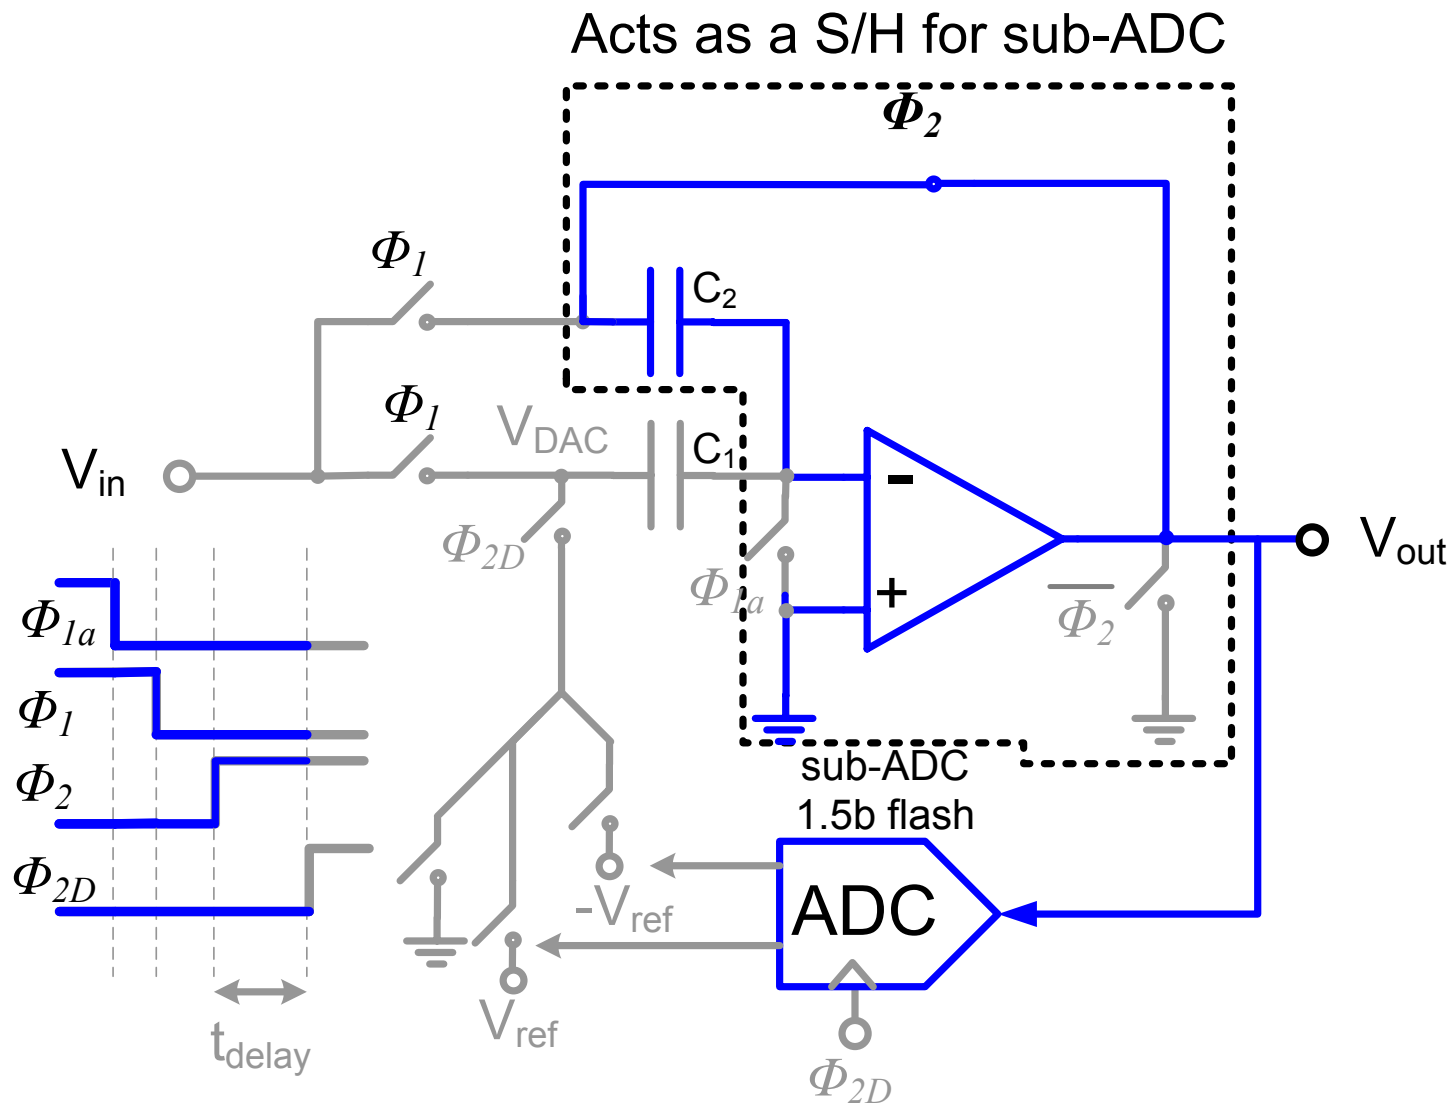 Acts as a S/H for sub-ADC
Φ2
Φ1
C2
Φ1
VDAC
C1
Vin
-
Φ2D
Vout
Φ1a
+
Φ2
Φ1a
Φ1
sub-ADC
Φ2
1.5b flash
Φ2D
ADC
-Vref
Vref
tdelay
Φ2D